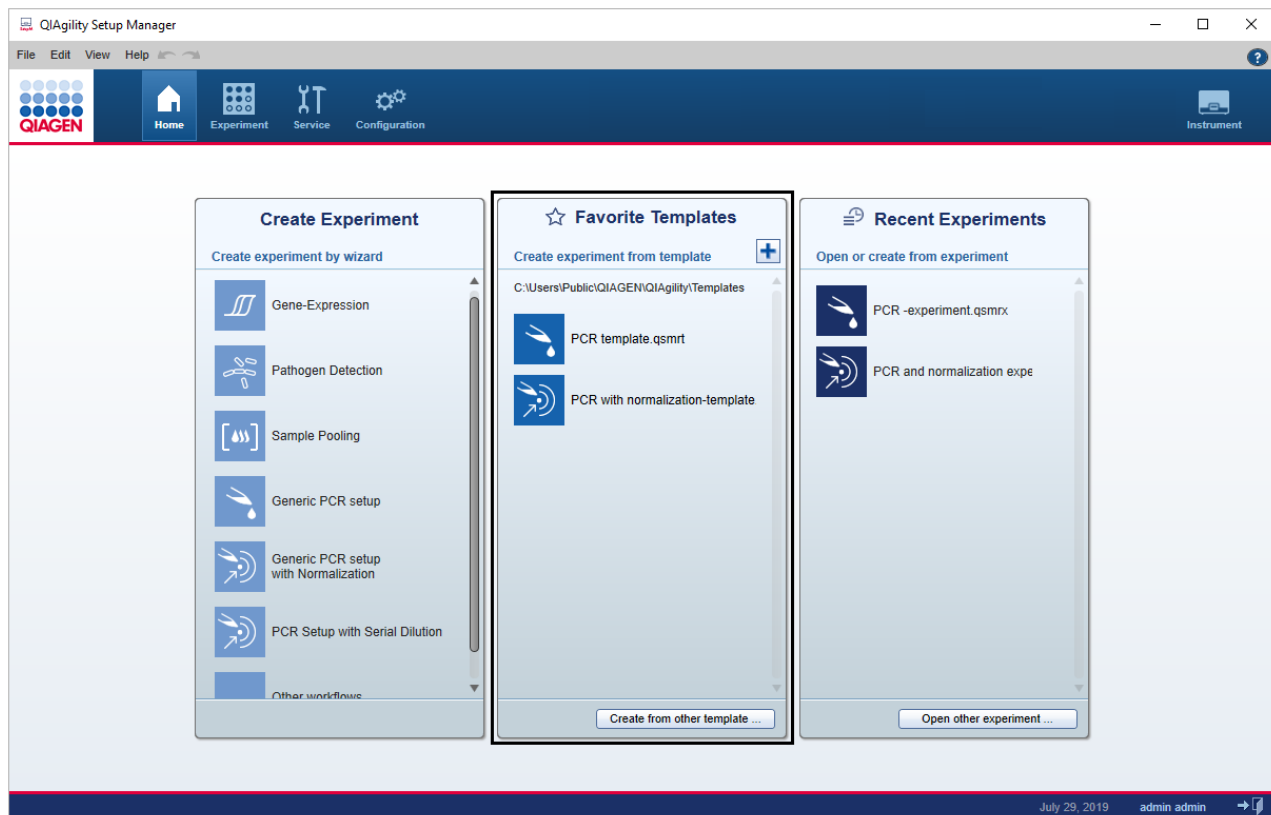 QIAgility Setup Manager
File Edit View Help
QIAGEN
Home
Experiment
Service
Configuration
Instrument
Create Experiment
Create experiment by wizard
Gene-Expression
Pathogen Detection
Sample Pooling
Generic PCR setup
Generic PCR setup
with Normalization
PCR Setup with Serial Dilution
Other workflows
Favorite Templates
Create experiment from template
C:\Users\Public\QIAGEN\QIAgility\Templates
PCR template.qsmrt
PCR with normalization-template
Create from other template ...
Recent Experiments
Open or create from experiment
PCR -experiment.qsmrx
PCR and normalization expe
Open other experiment ...
July 29, 2019 admin admin